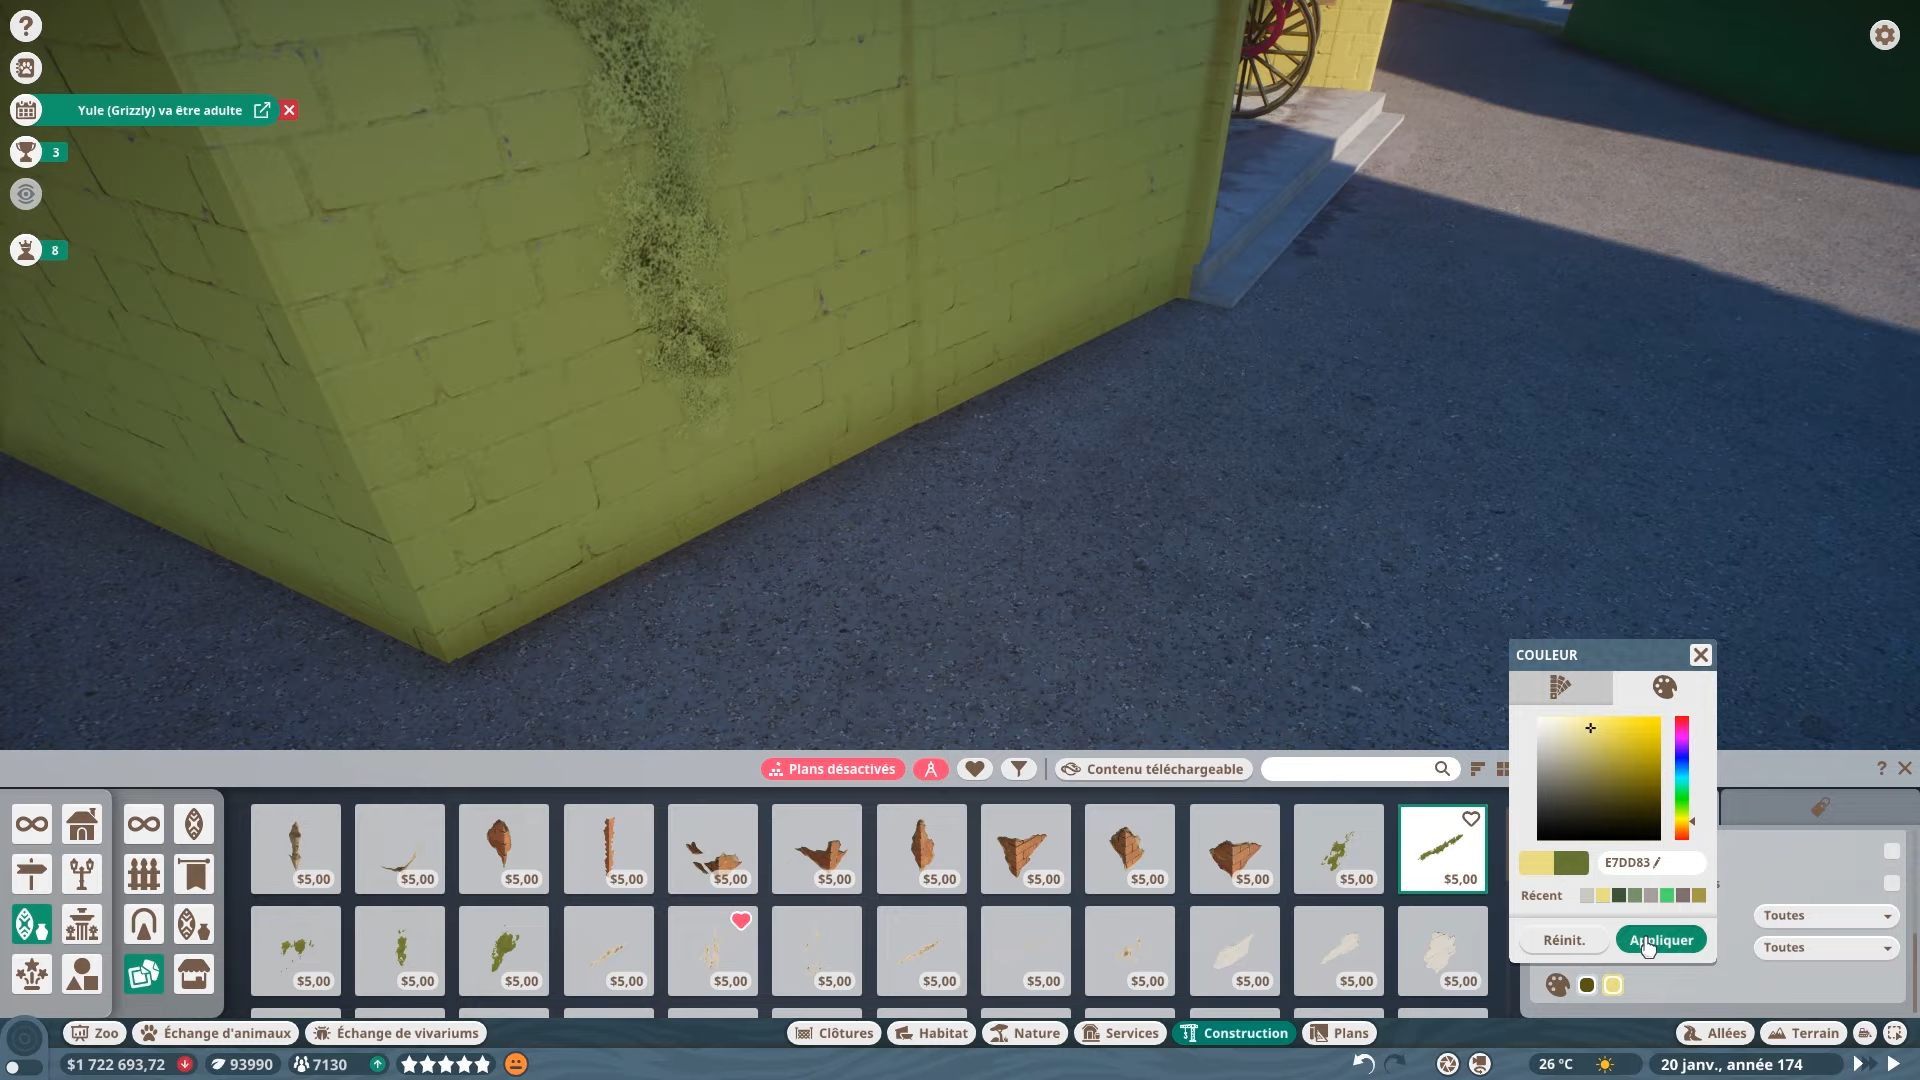 ?
Yule (Grizzly) va être adulte
3
8
COULEUR
E7DD83
Récent
Réinit.
Appliquer
Plans désactivés
Contenu téléchargeable
?
$5,00
$5,00
$5,00
$5,00
$5,00
$5,00
$5,00
$5,00
$5,00
$5,00
$5,00
$5,00
s
Toutes
Toutes
$5,00
$5,00
$5,00
$5,00
$5,00
$5,00
$5,00
$5,00
$5,00
$5,00
$5,00
$5,00
Zoo
Échange d'animaux
Échange de vivariums
Clôtures
Habitat
Nature
Services
Construction
Plans
Allées
Terrain
$1 722 693,72
93990
7130
26 °C
20 janv., année 174